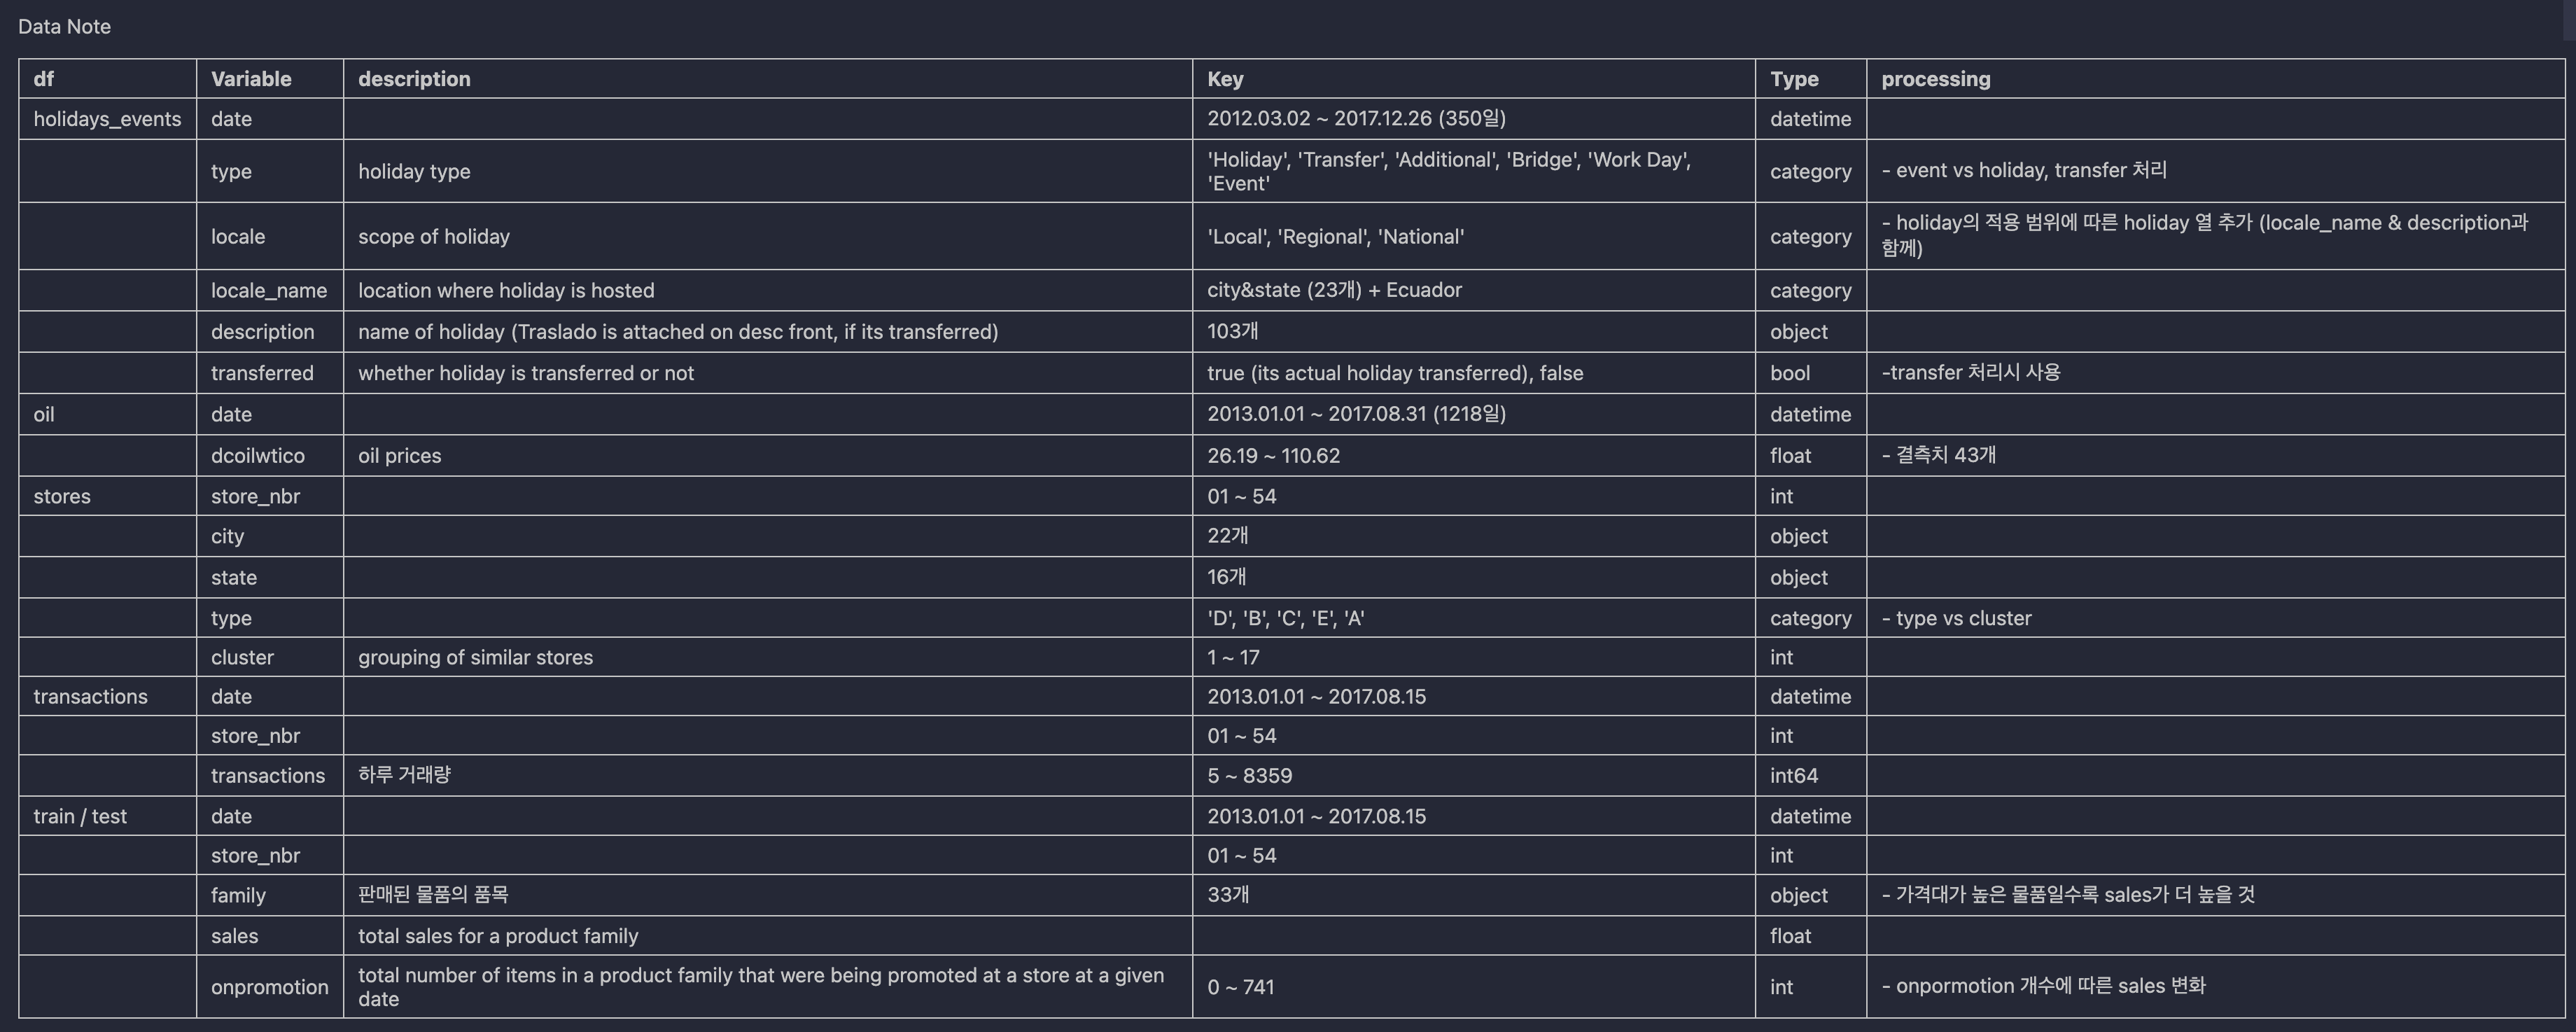 Data Note
df Variable description Key Type processing
holidays_events date 2012.03.02 ~ 2017.12.26 (350일) datetime
type holiday type 'Holiday', 'Transfer', 'Additional', 'Bridge', 'Work Day', 'Event' category - event vs holiday, transfer 처리
locale scope of holiday 'Local', 'Regional', 'National' category - holiday의 적용 범위에 따른 holiday 열 추가 (locale_name & description과 함께)
locale_name location where holiday is hosted city&state (23개) + Ecuador category
description name of holiday (Traslado is attached on desc front, if its transferred) 103개 object
transferred whether holiday is transferred or not true (its actual holiday transferred), false bool -transfer 처리시 사용
oil date 2013.01.01 ~ 2017.08.31 (1218일) datetime
dcoilwtico oil prices 26.19 ~ 110.62 float - 결측치 43개
stores store_nbr 01 ~ 54 int
city 22개 object
state 16개 object
type 'D', 'B', 'C', 'E', 'A' category - type vs cluster
cluster grouping of similar stores 1 ~ 17 int
transactions date 2013.01.01 ~ 2017.08.15 datetime
store_nbr 01 ~ 54 int
transactions 하루 거래량 5 ~ 8359 int64
train / test date 2013.01.01 ~ 2017.08.15 datetime
store_nbr 01 ~ 54 int
family 판매된 물품의 품목 33개 object - 가격대가 높은 물품일수록 sales가 더 높을 것
sales total sales for a product family float
onpromotion total number of items in a product family that were being promoted at a store at a given date 0 ~ 741 int - onpormotion 개수에 따른 sales 변화